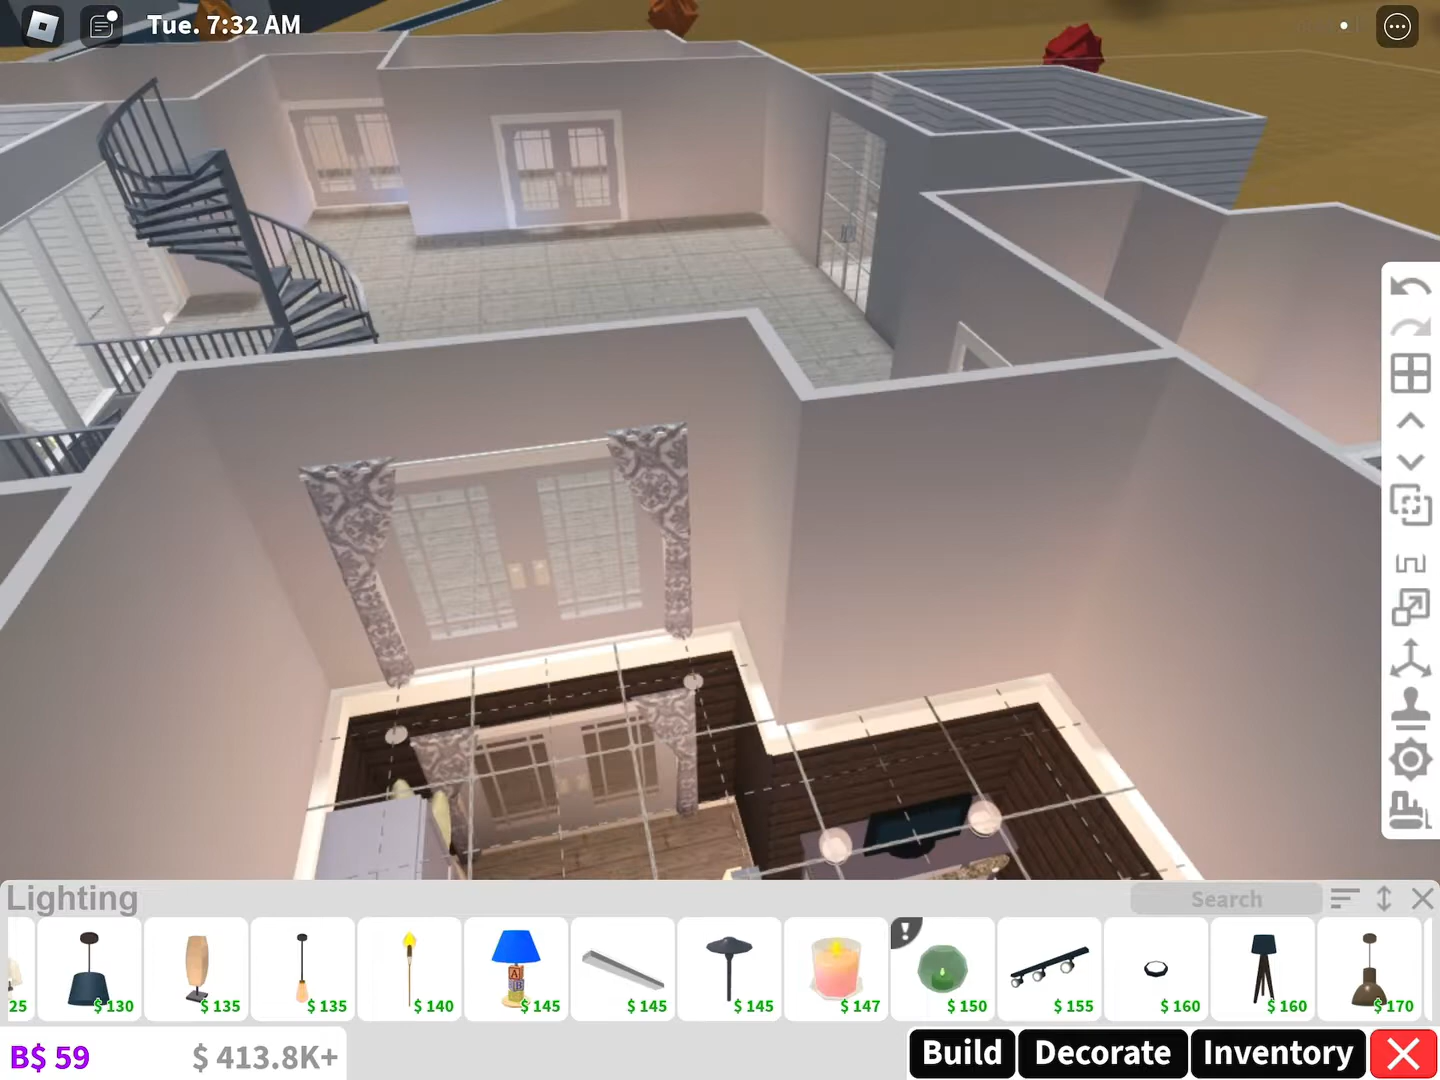 Tue. 7:32 AM
Lighting
Search
25
$ 130
$ 135
$ 135
$ 140
A
B
$ 145
$ 145
$ 145
$ 147
!
$ 150
$ 155
$ 160
$ 160
$ 170
B$ 59
$ 413.8K+
Build
Decorate
Inventory